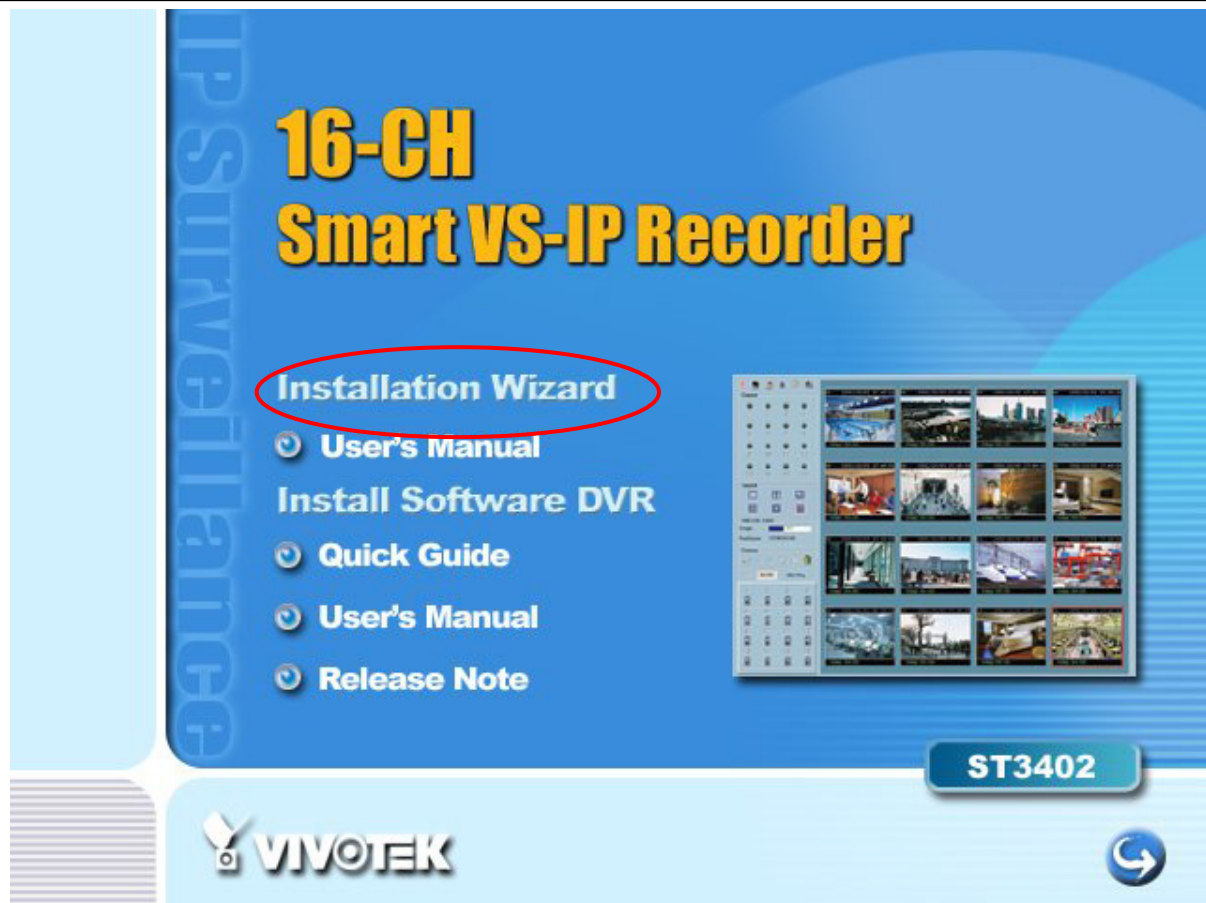 IP Surveillance
16-CH
Smart VS-IP Recorder
Installation Wizard
User's Manual
Install Software DVR
Quick Guide
User's Manual
Release Note
ST3402
VIVOTEK